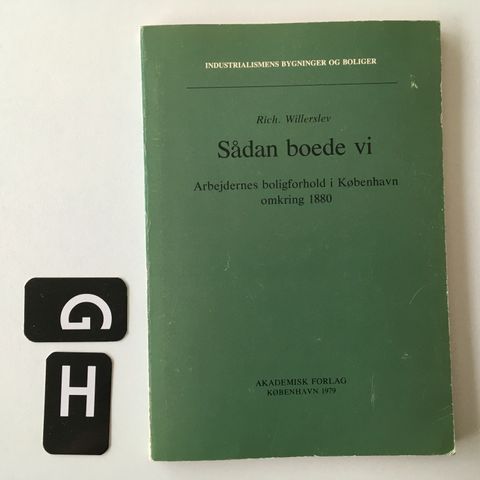 INDUSTRIALISMENS BYGNINGER OG BOLIGER
Rich. Willerslev
Sådan boede vi
Arbejdernes boligforhold i København
omkring 1880
AKADEMISK FORLAG
KØBENHAVN 1979
G
H